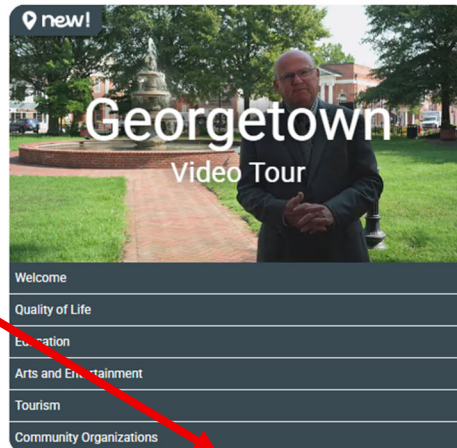 new!
Georgetown
Video Tour
Welcome
Quality of Life
Education
Arts and Entertainment
Tourism
Community Organizations